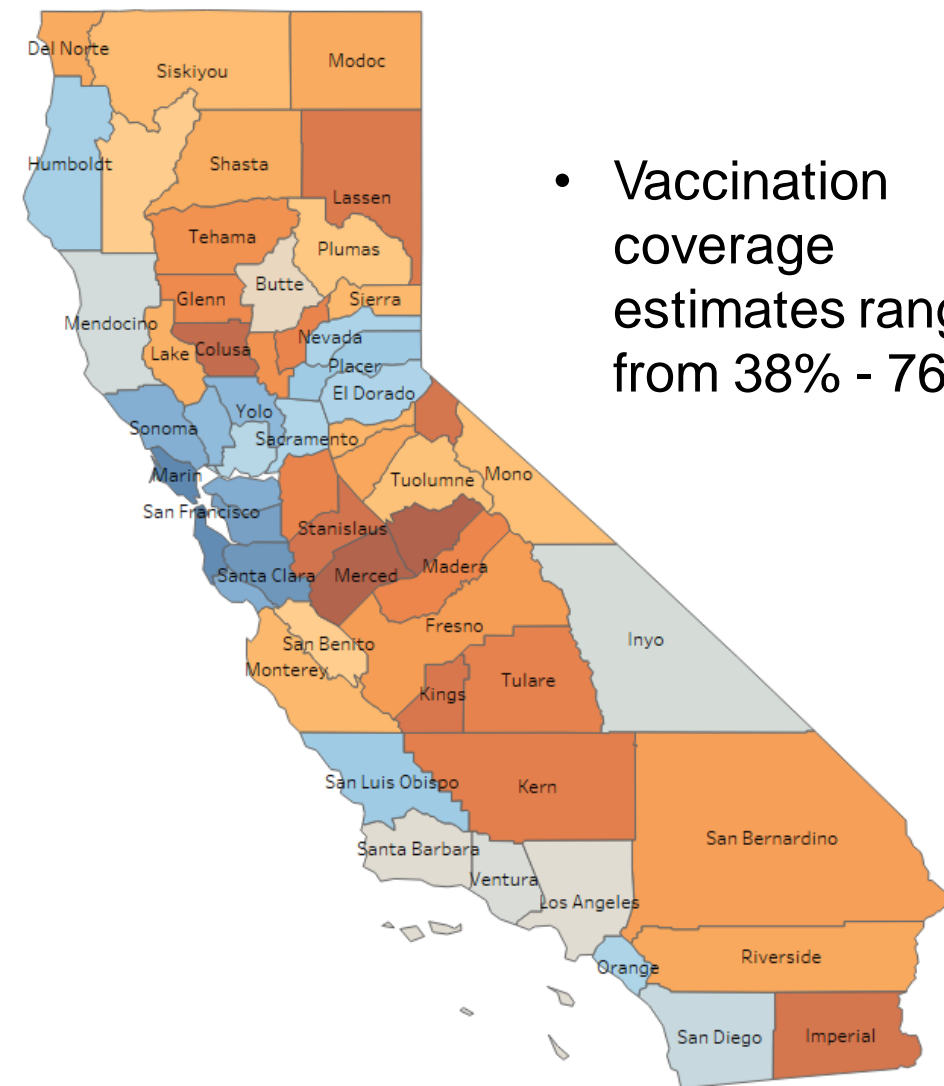 Del Norte
Siskiyou
Modoc
Humboldt
Shasta
Lassen
Tehama
Plumas
Butte
Glenn
Sierra
Mendocino
Nevada
Lake
Colusa
Placer
El Dorado
Yolo
Sonoma
Sacramento
Marin
Tuolumne
Mono
San Francisco
Stanislaus
Santa Clara
Merced
Madera
Fresno
San Benito
Inyo
Monterey
Kings
Tulare
San Luis Obispo
Kern
San Bernardino
Santa Barbara
Ventura
Los Angeles
Orange
Riverside
San Diego
Imperial
• Vaccination
coverage
estimates rang
from 38% - 76